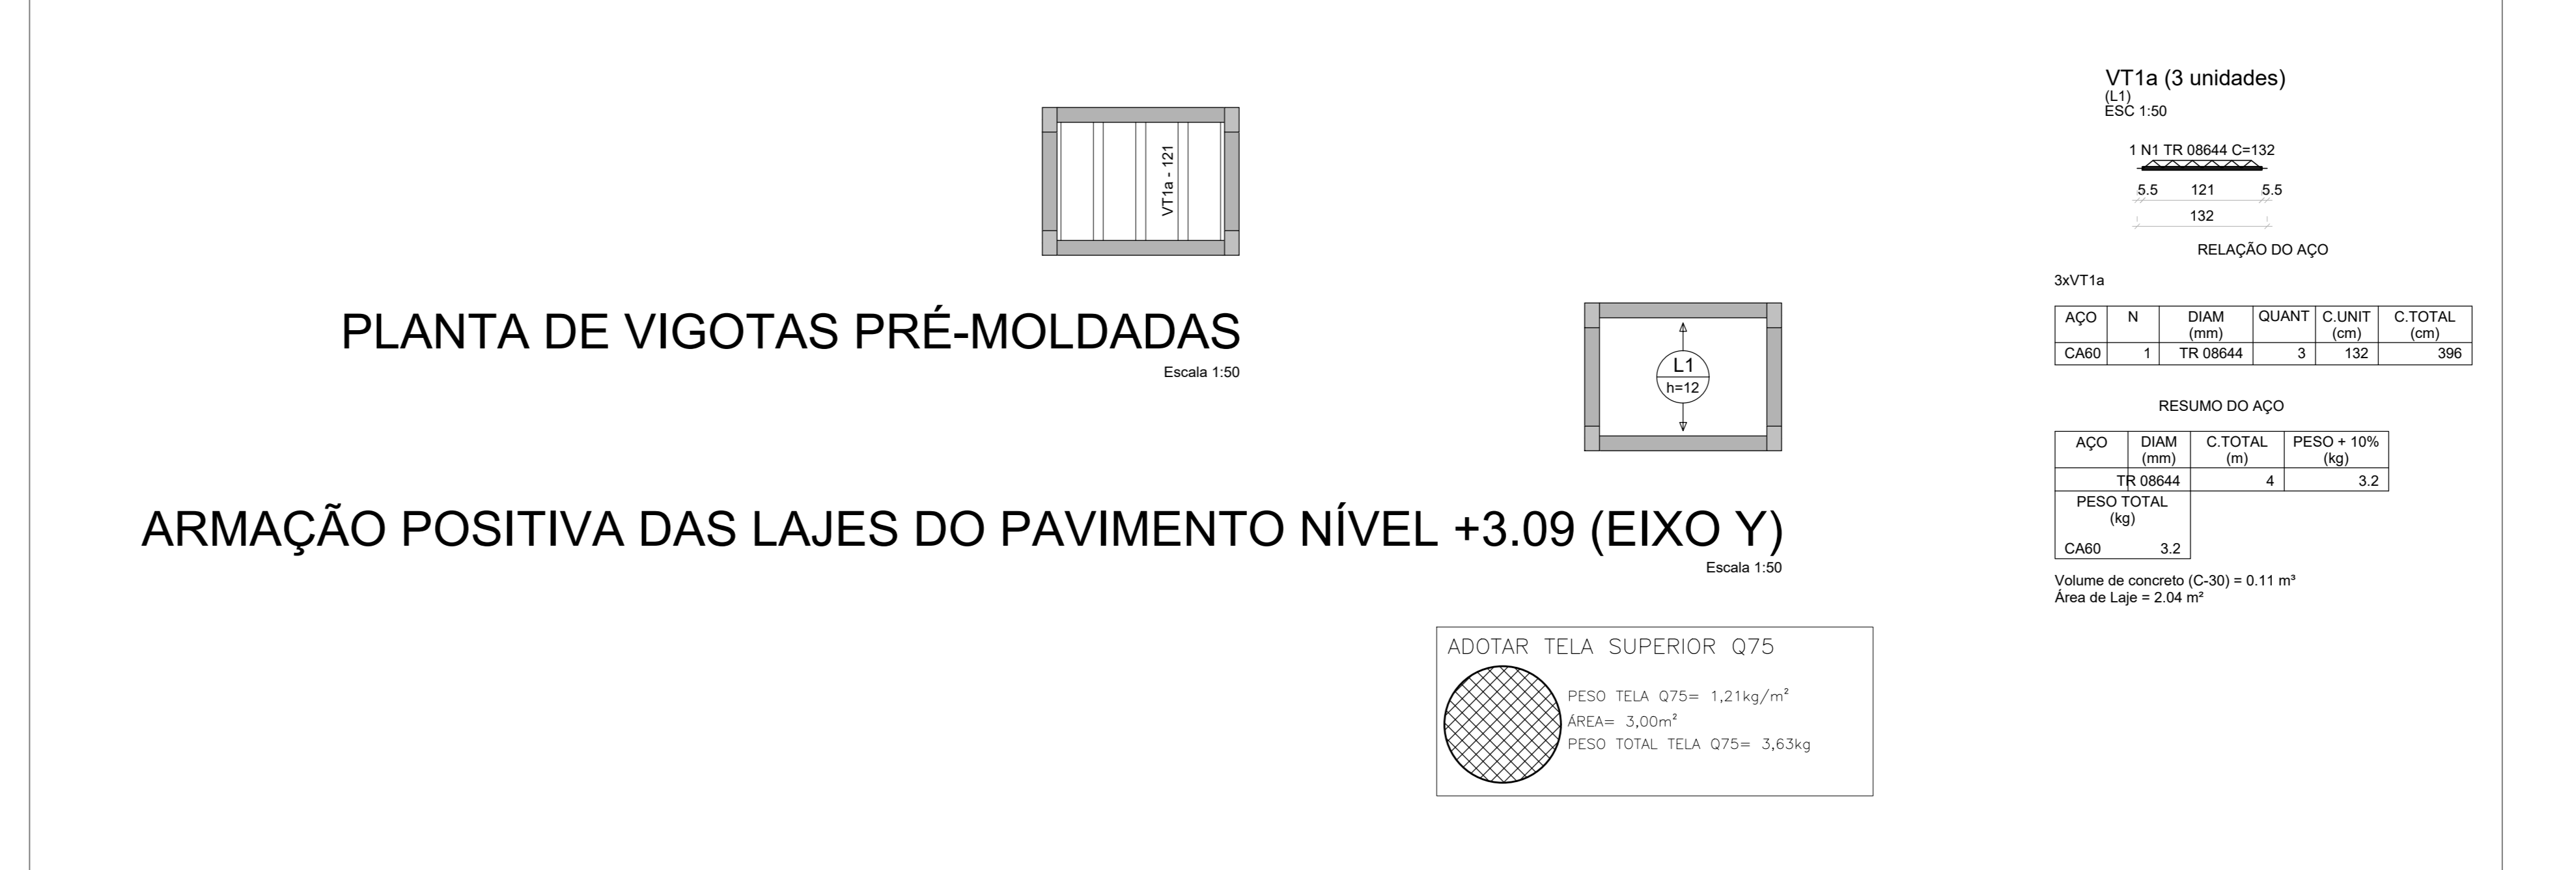 VT1a - 121
PLANTA DE VIGOTAS PRÉ-MOLDADAS
Escala 1:50
L1
h=12
ARMAÇÃO POSITIVA DAS LAJES DO PAVIMENTO NÍVEL +3.09 (EIXO Y)
Escala 1:50
ADOTAR TELA SUPERIOR Q75
PESO TELA Q75= 1,21kg/m²
ÁREA= 3,00m²
PESO TOTAL TELA Q75= 3,63kg
VT1a (3 unidades)
(L1)
ESC 1:50
1 N1 TR 08644 C=132
5.5 121 5.5
132
RELAÇÃO DO AÇO
3xVT1a
AÇO N DIAM QUANT C.UNIT C.TOTAL
(mm) (cm) (cm)
CA60 1 TR 08644 3 132 396
RESUMO DO AÇO
AÇO DIAM C.TOTAL PESO + 10%
(mm) (m) (kg)
TR 08644 4 3.2
PESO TOTAL
(kg)
CA60 3.2
Volume de concreto (C-30) = 0.11 m³
Área de Laje = 2.04 m²